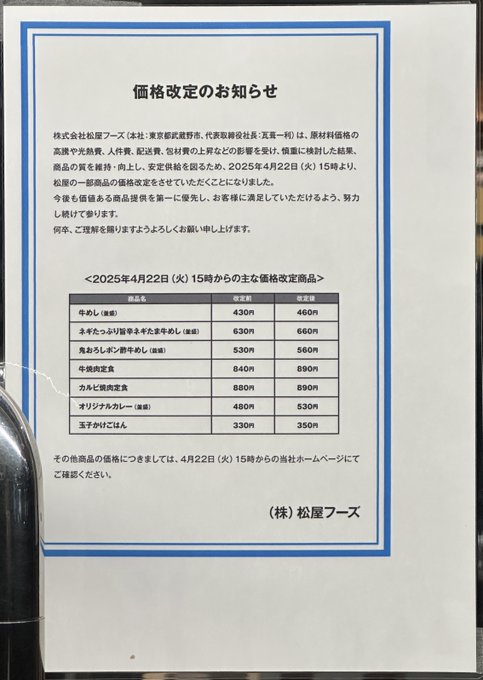 価格改定のお知らせ
株式会社松屋フーズ（本社：東京都武蔵野市、代表取締役社長：瓦葺一利）は、原材料価格の
高騰や光熱費、人件費、配送費、包材費の上昇などの影響を受け、慎重に検討した結果、
商品の質を維持・向上し、安定供給を図るため、2025年4月22日（火）15時より、
松屋の一部商品の価格改定をさせていただくことになりました。
今後も価値ある商品提供を第一に優先し、お客様に満足していただけるよう、努力
し続けて参ります。
何卒、ご理解を賜りますようよろしくお願い申し上げます。
＜2025年4月22日（火）15時からの主な価格改定商品＞
商品名 改定前 改定後
牛めし（並盛） 430円 460円
ネギたっぷり旨辛ネギたま牛めし（並盛） 630円 660円
鬼おろしポン酢牛めし（並盛） 530円 560円
牛焼肉定食 840円 890円
カルビ焼肉定食 880円 890円
オリジナルカレー（並盛） 480円 530円
玉子かけごはん 330円 350円
その他商品の価格につきましては、4月22日（火）15時からの当社ホームページにて
ご確認ください。
（株）松屋フーズ